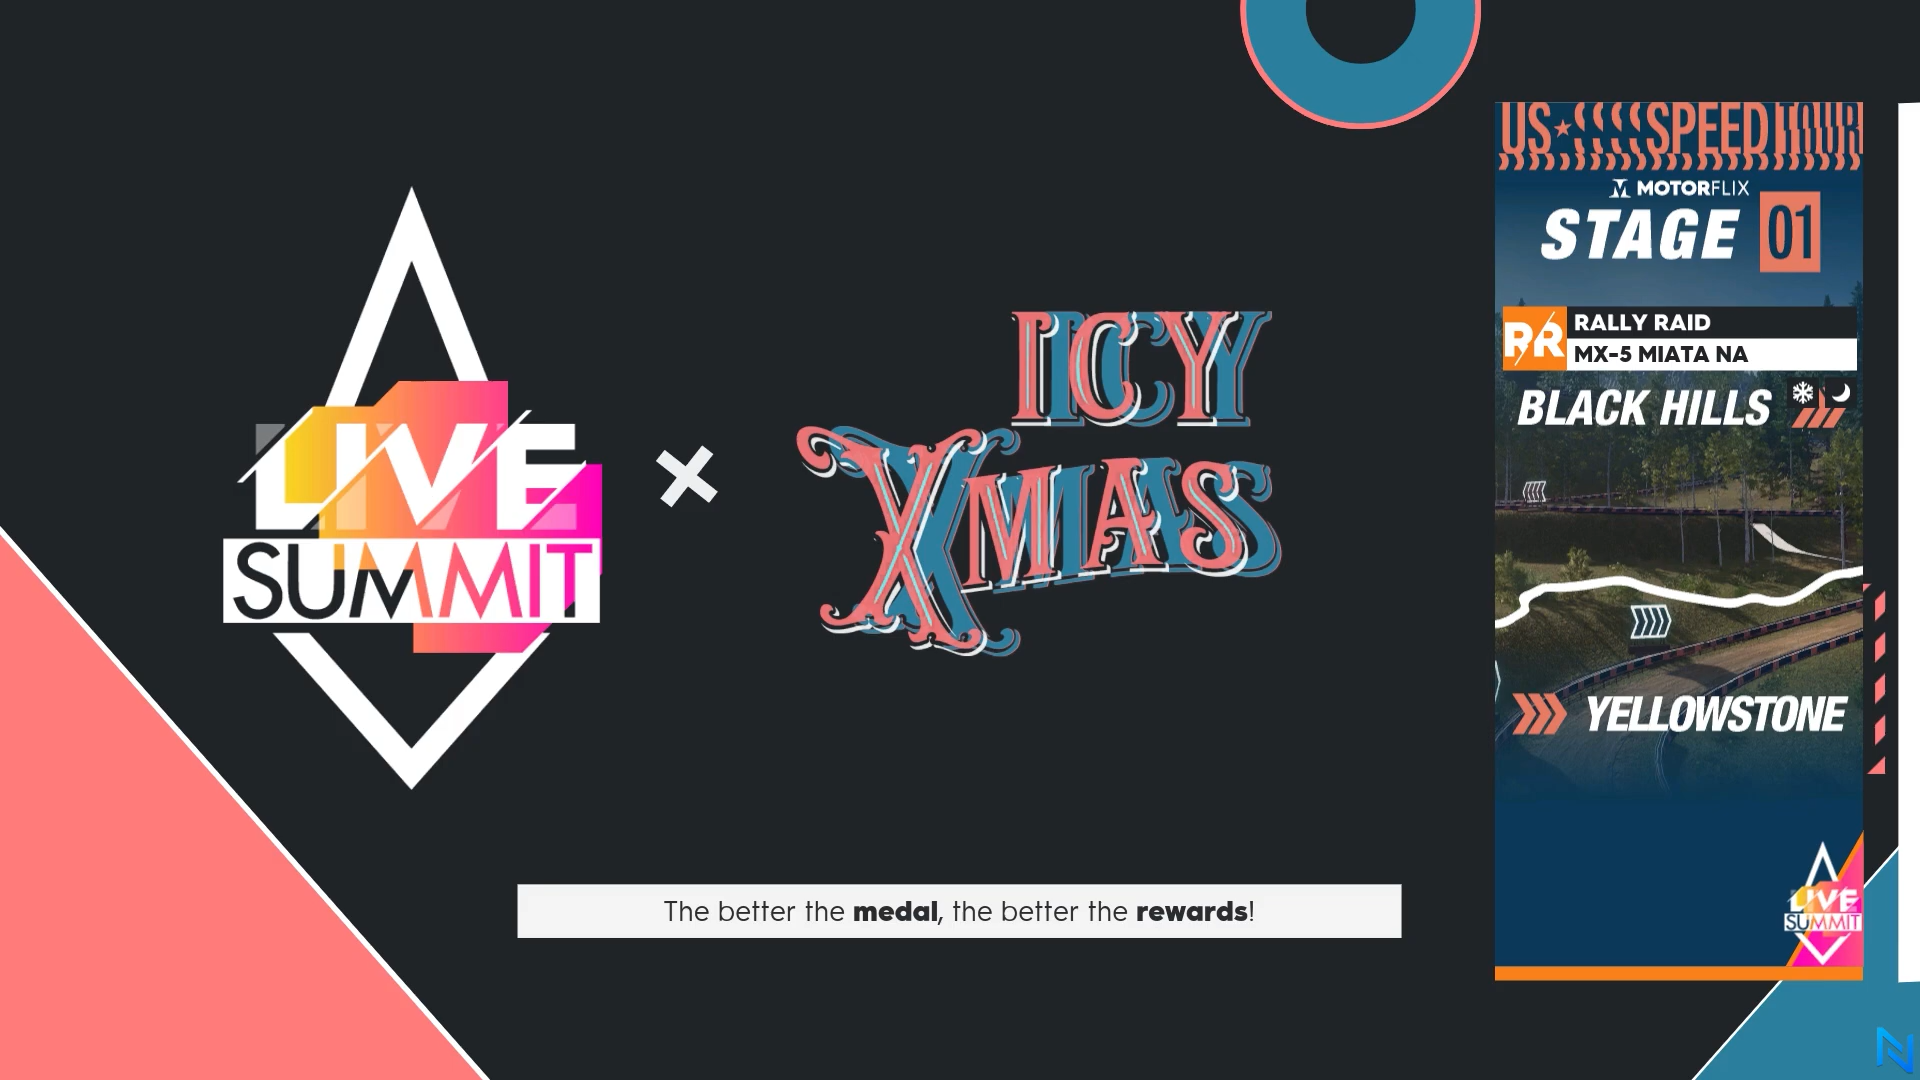 LIVE
SUMMIT
×
ICY
XMAS
The better the medal, the better the rewards!
US SPEED TOUR
MOTORFLIX
STAGE 01
RR
RALLY RAID
MX-5 MIATA NA
BLACK HILLS
YELLOWSTONE
LIVE
SUMMIT
N